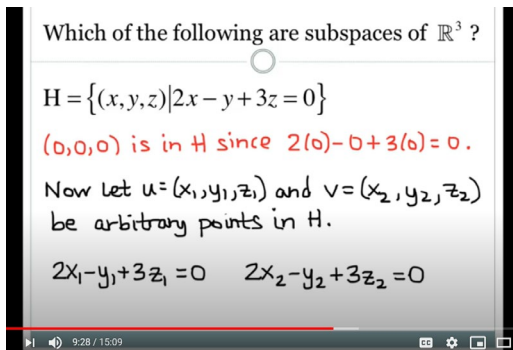 Which of the following are subspaces of ℝ³ ?
H = {(x, y, z)|2x − y + 3z = 0}
(0,0,0) is in H since 2(0)-0+3(0)=0.
Now let u=(x₁,y₁,z₁) and v=(x₂,y₂,z₂)
be arbitrary points in H.
2x₁-y₁+3z₁=0 2x₂-y₂+3z₂=0
9:28 / 15:09 CC